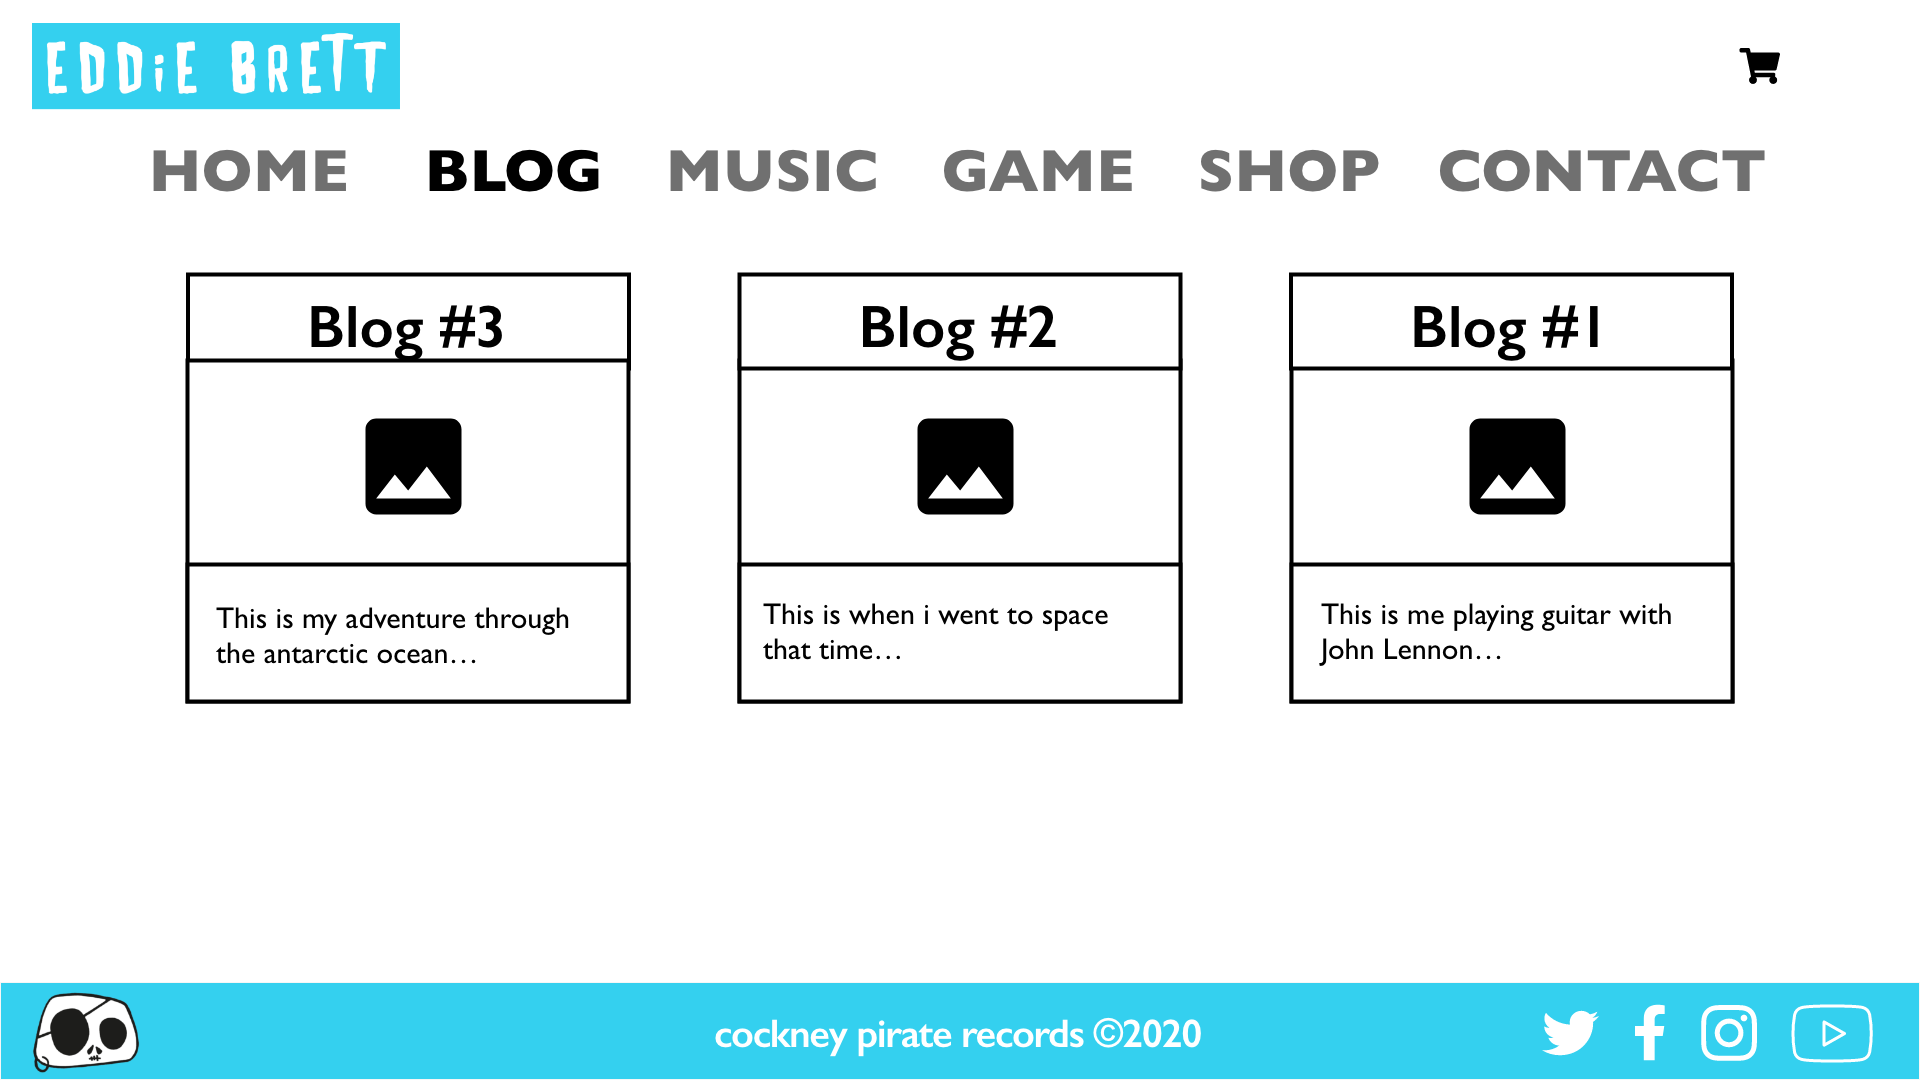 EDDiE BRETT
HOME BLOG MUSIC GAME SHOP CONTACT
Blog #3
This is my adventure through
the antarctic ocean…
Blog #2
This is when i went to space
that time…
Blog #1
This is me playing guitar with
John Lennon…
cockney pirate records ©2020